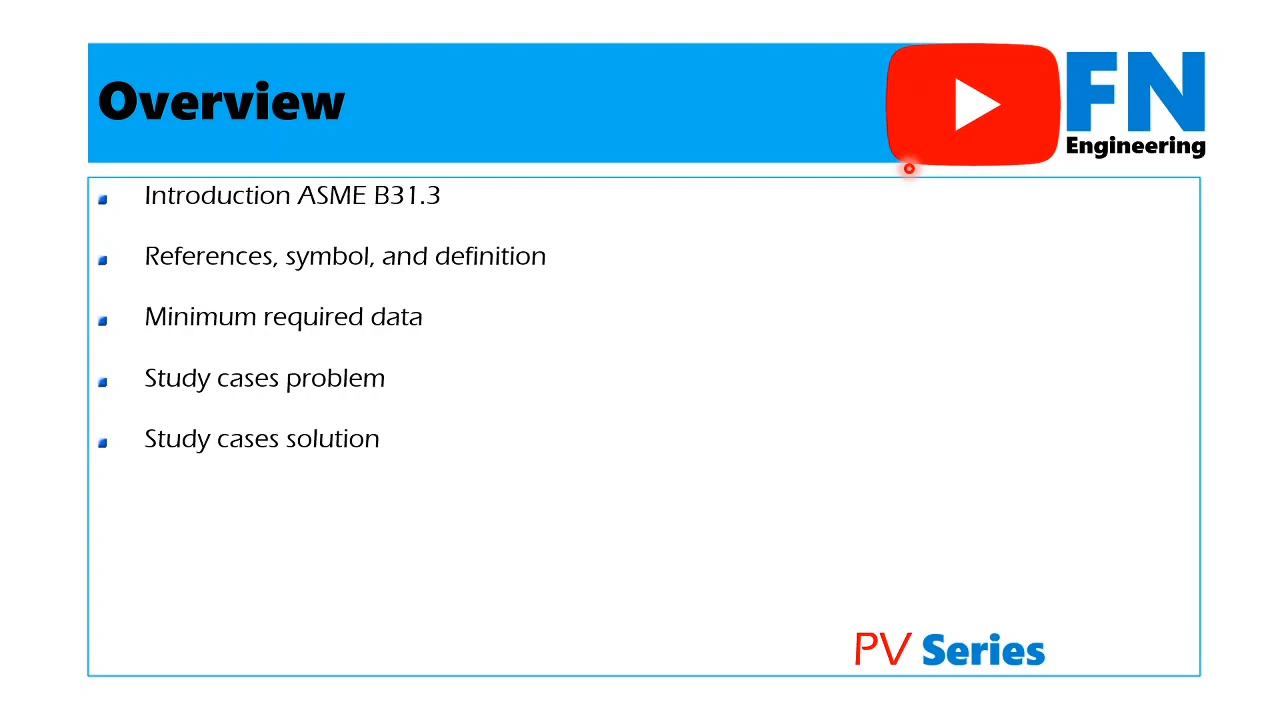 Overview
FN
Engineering
Introduction ASME B31.3
References, symbol, and definition
Minimum required data
Study cases problem
Study cases solution
PV Series